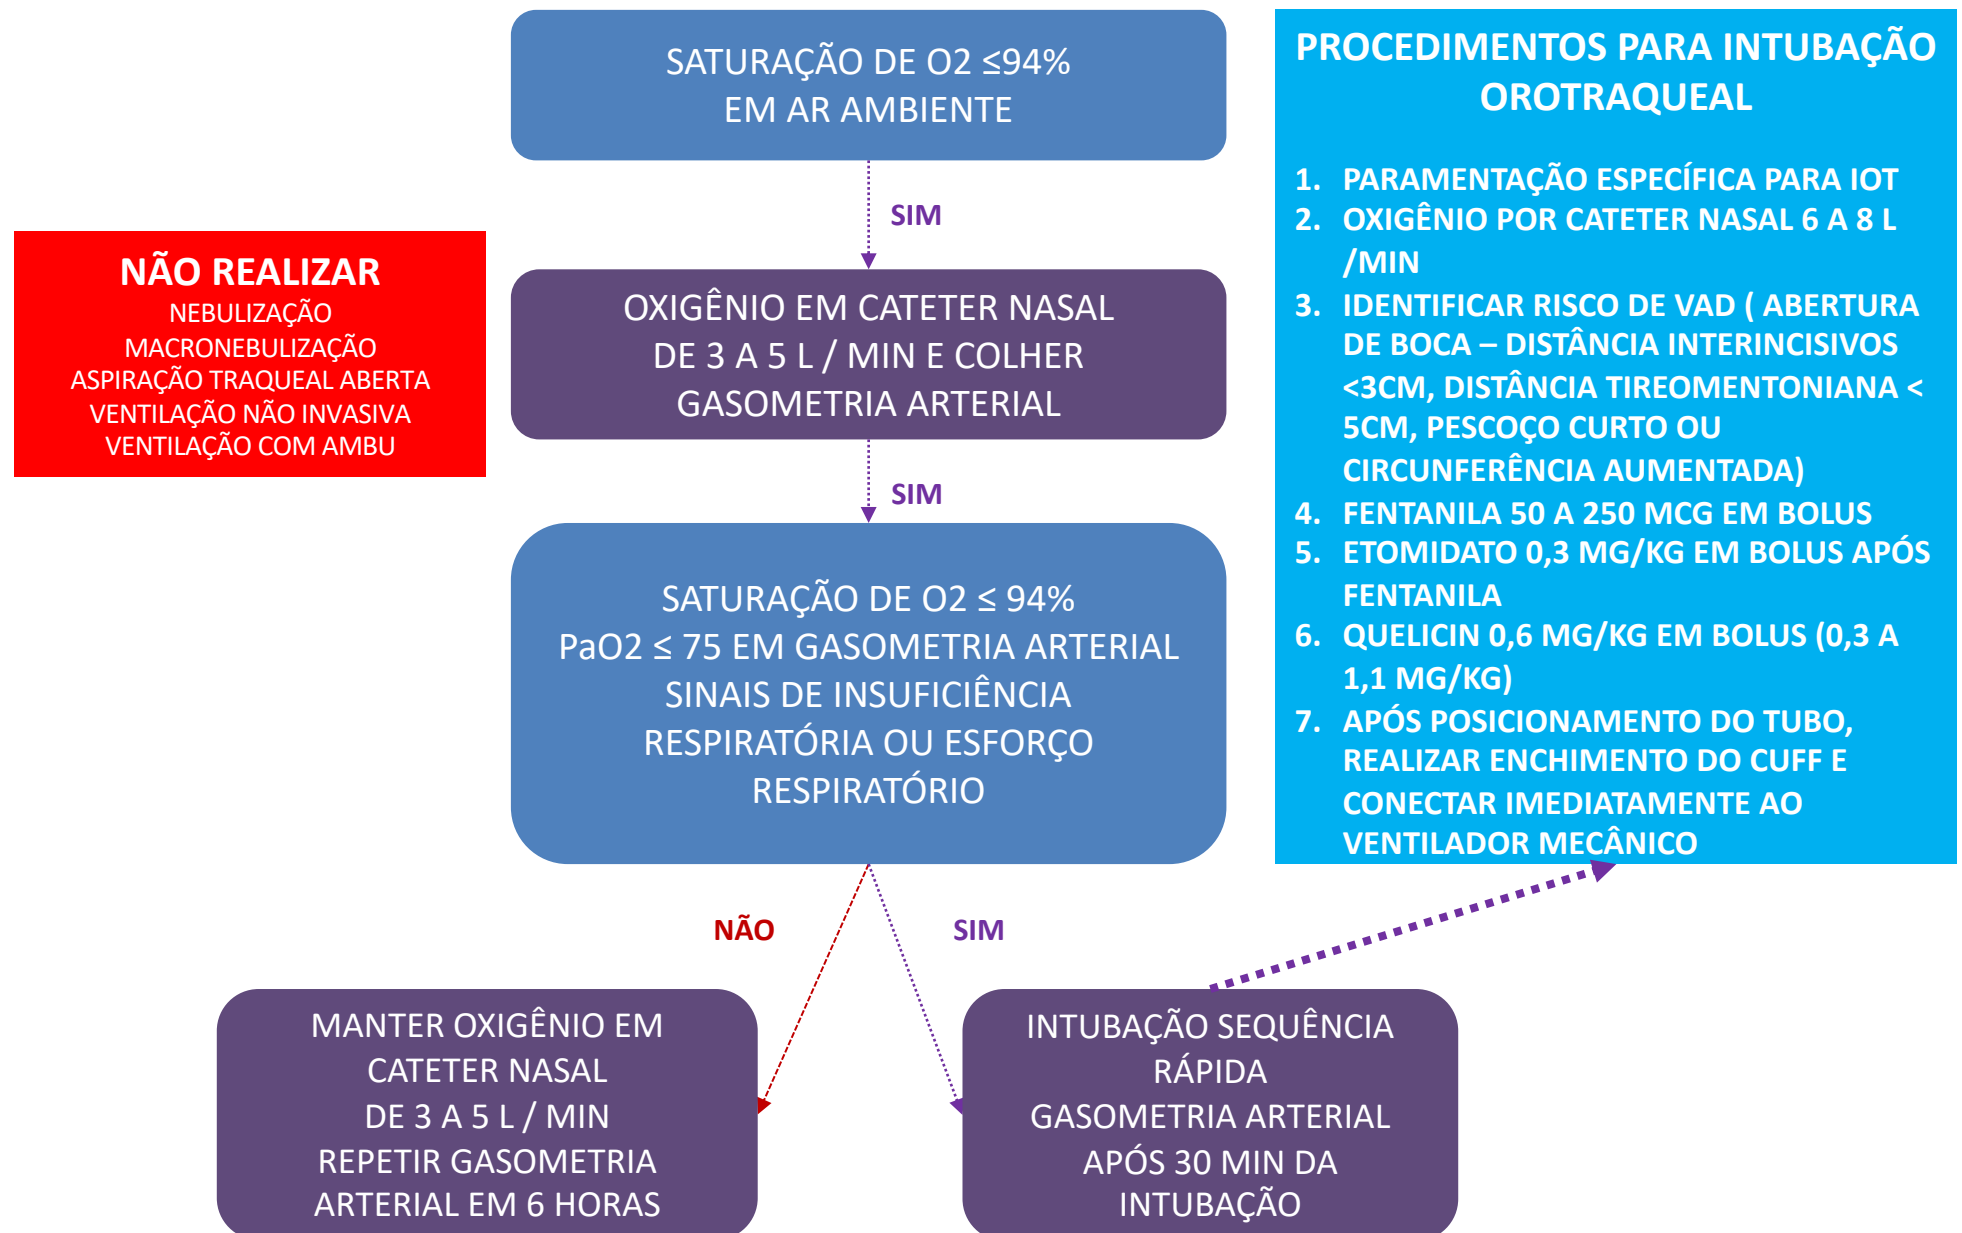 SATURAÇÃO DE O2 ≤94%
EM AR AMBIENTE
SIM
NÃO REALIZAR
NEBULIZAÇÃO
MACRONEBULIZAÇÃO
ASPIRAÇÃO TRAQUEAL ABERTA
VENTILAÇÃO NÃO INVASIVA
VENTILAÇÃO COM AMBU
OXIGÊNIO EM CATETER NASAL
DE 3 A 5 L / MIN E COLHER
GASOMETRIA ARTERIAL
SIM
SATURAÇÃO DE O2 ≤ 94%
PaO2 ≤ 75 EM GASOMETRIA ARTERIAL
SINAIS DE INSUFICIÊNCIA
RESPIRATÓRIA OU ESFORÇO
RESPIRATÓRIO
NÃO
SIM
MANTER OXIGÊNIO EM
CATETER NASAL
DE 3 A 5 L / MIN
REPETIR GASOMETRIA
ARTERIAL EM 6 HORAS
INTUBAÇÃO SEQUÊNCIA
RÁPIDA
GASOMETRIA ARTERIAL
APÓS 30 MIN DA
INTUBAÇÃO
PROCEDIMENTOS PARA INTUBAÇÃO
OROTRAQUEAL
1. PARAMENTAÇÃO ESPECÍFICA PARA IOT
2. OXIGÊNIO POR CATETER NASAL 6 A 8 L
/MIN
3. IDENTIFICAR RISCO DE VAD ( ABERTURA
DE BOCA – DISTÂNCIA INTERINCISIVOS
<3CM, DISTÂNCIA TIREOMENTONIANA <
5CM, PESCOÇO CURTO OU
CIRCUNFERÊNCIA AUMENTADA)
4. FENTANILA 50 A 250 MCG EM BOLUS
5. ETOMIDATO 0,3 MG/KG EM BOLUS APÓS
FENTANILA
6. QUELICIN 0,6 MG/KG EM BOLUS (0,3 A
1,1 MG/KG)
7. APÓS POSICIONAMENTO DO TUBO,
REALIZAR ENCHIMENTO DO CUFF E
CONECTAR IMEDIATAMENTE AO
VENTILADOR MECÂNICO